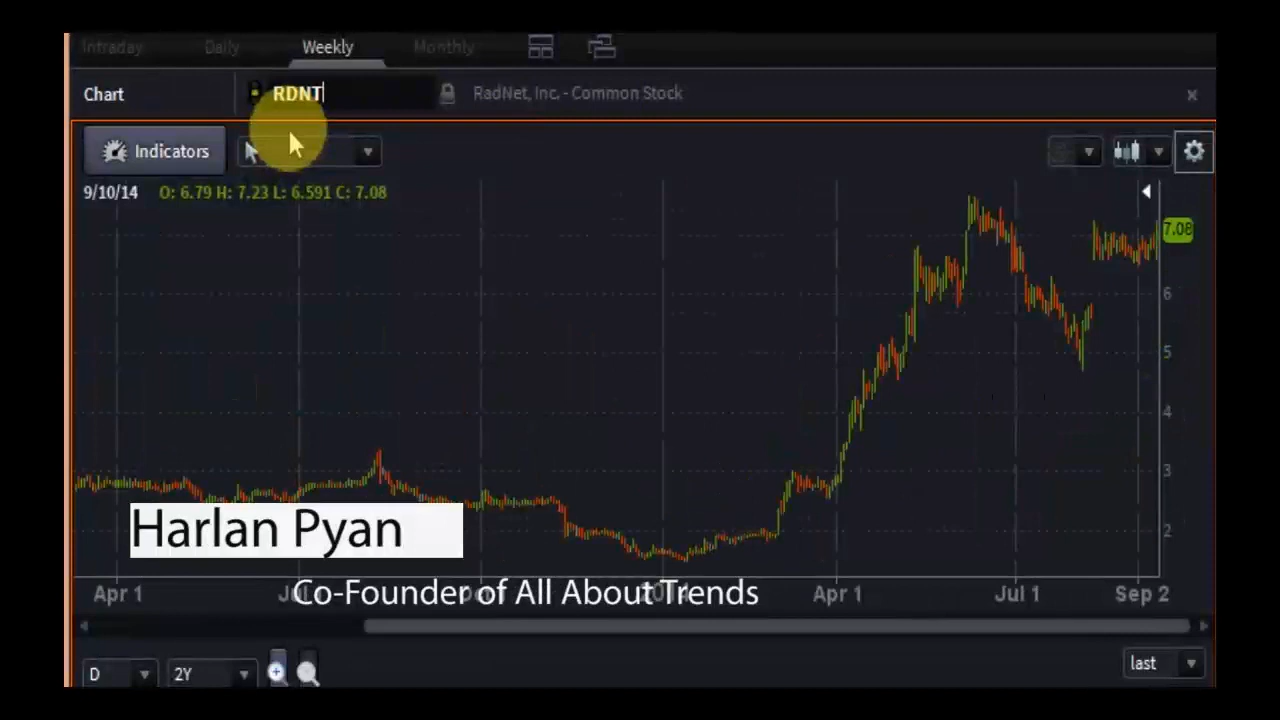 Intraday Daily Weekly Monthly
Chart RDNT RadNet, Inc. - Common Stock ×
Indicators
9/10/14 O: 6.79 H: 7.23 L: 6.591 C: 7.08
7.08
6
5
4
3
2
Harlan Pyan
Co-Founder of All About Trends
Apr 1 Apr 1 Jul 1 Sep 2
last
D 2Y